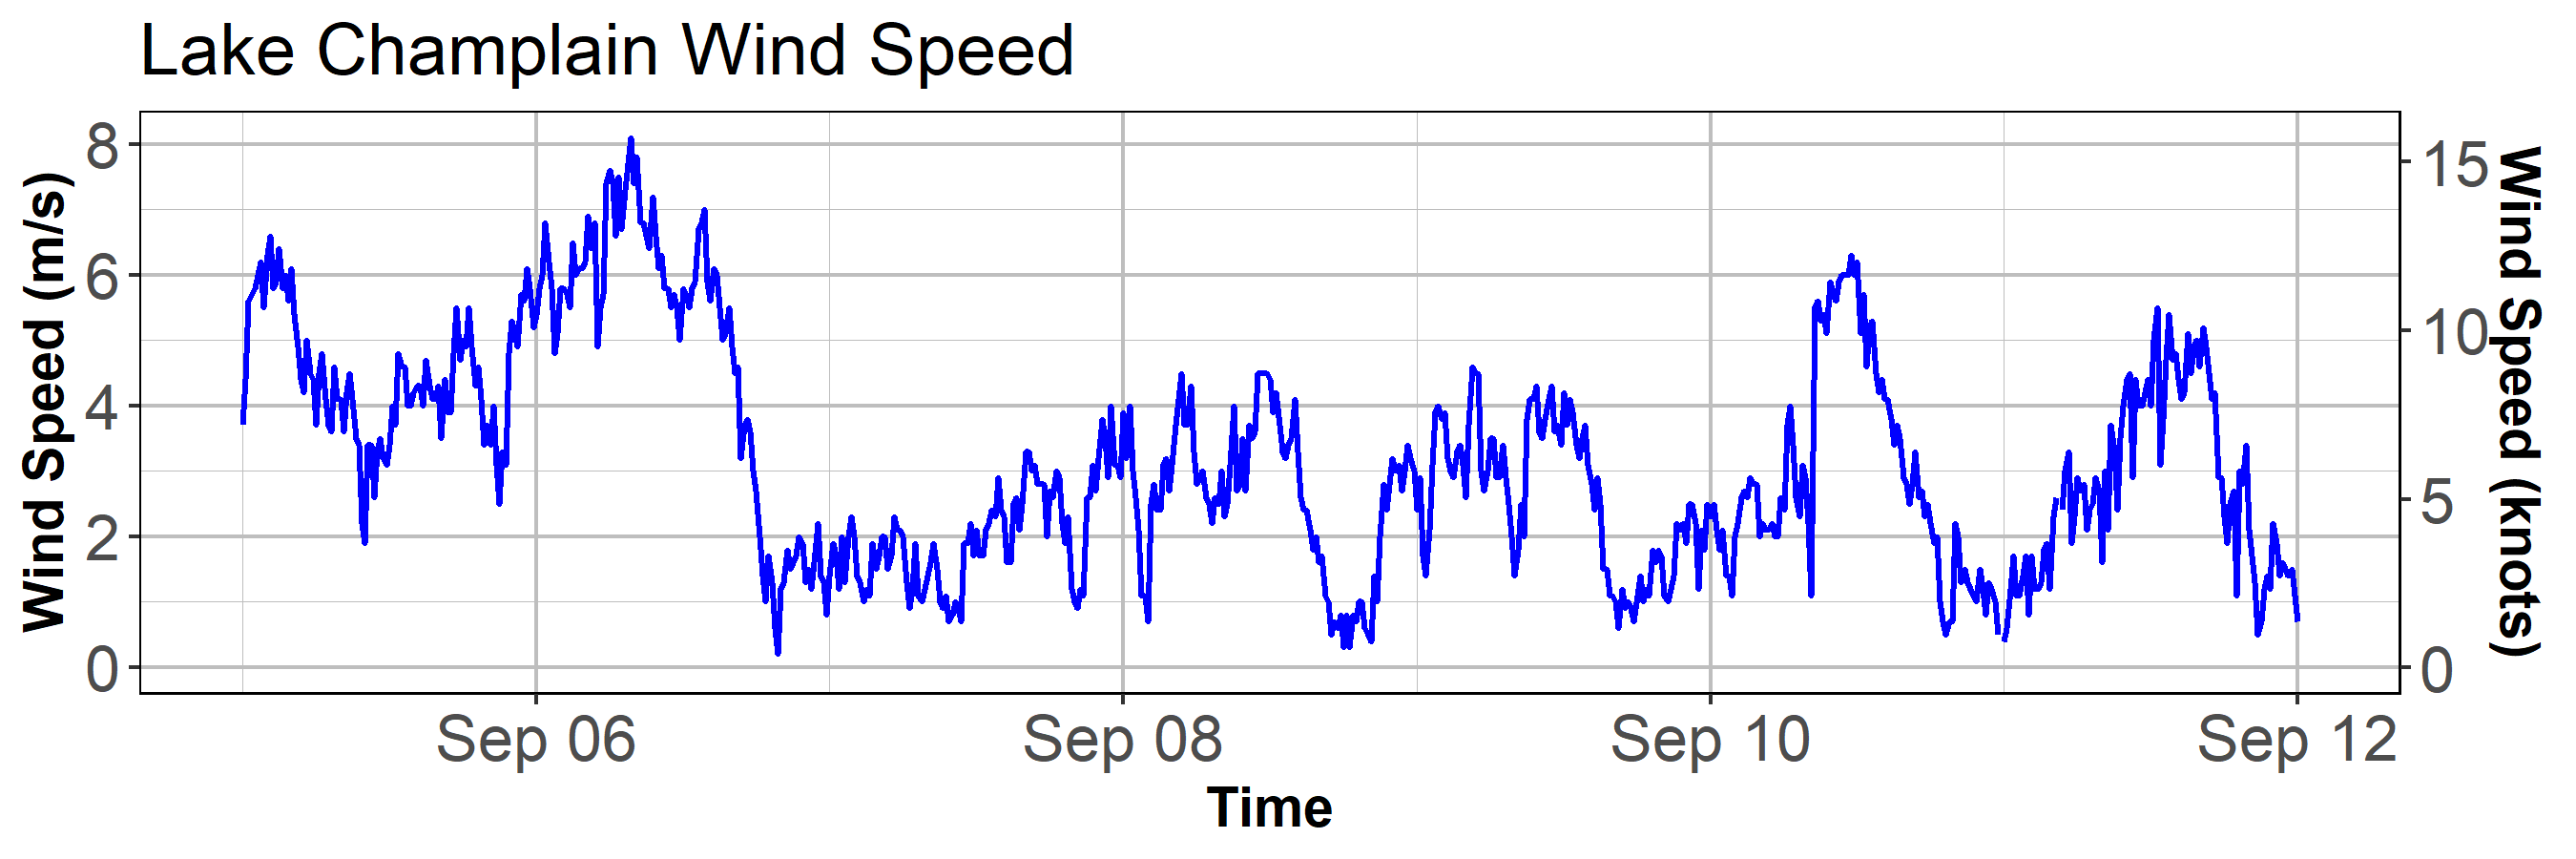 Lake Champlain Wind Speed
Wind Speed (m/s)
8
6
4
2
0
15
10
5
0
Wind Speed (knots)
Sep 06 Sep 08 Sep 10 Sep 12
Time